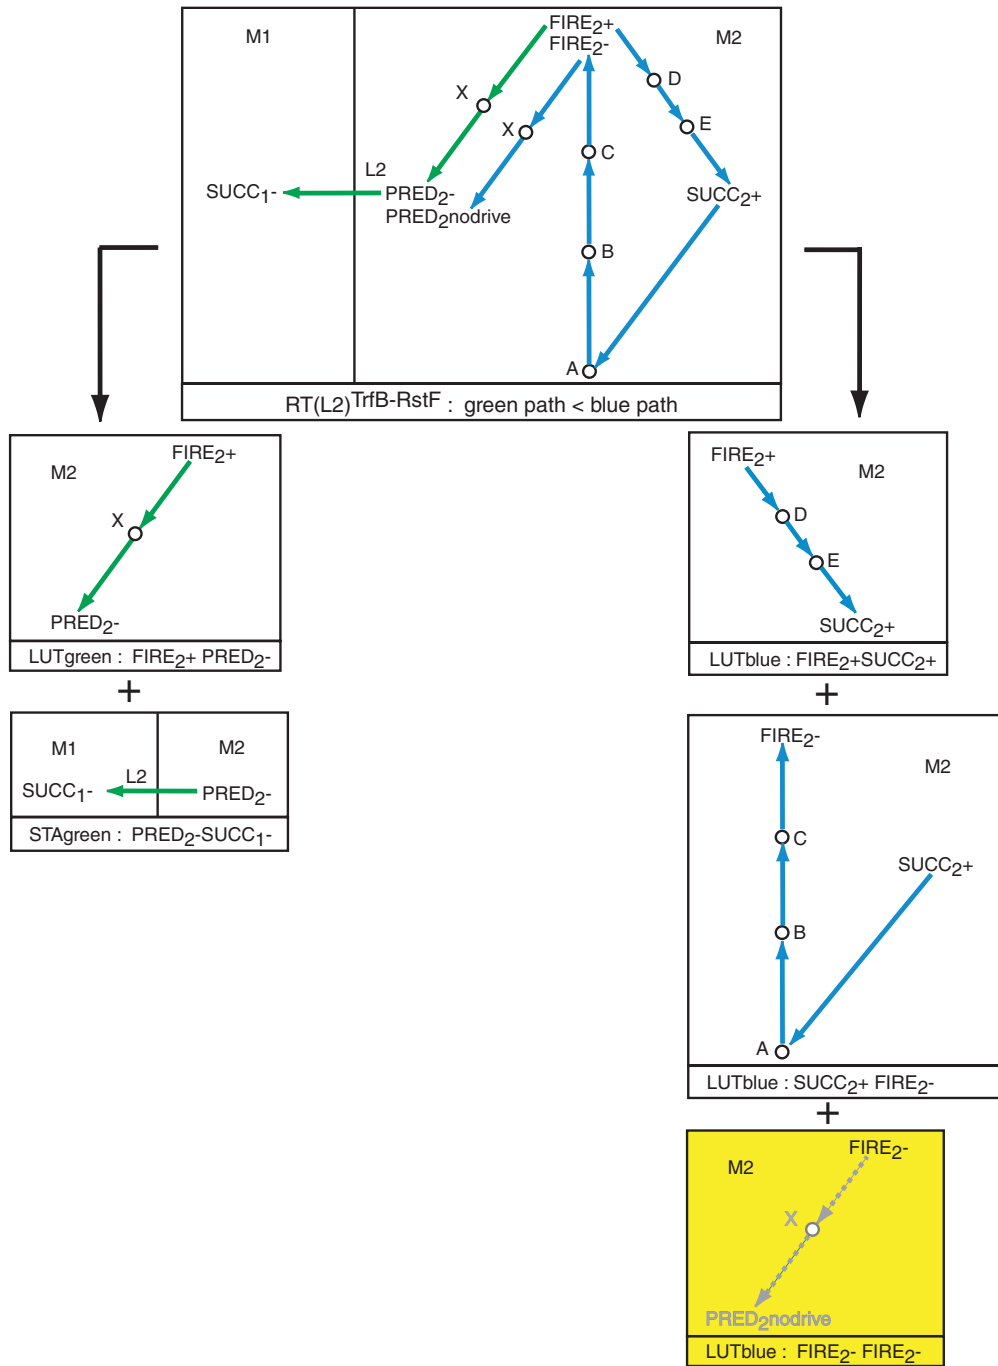 M1
M2
FIRE2+
FIRE2-
X
X
D
E
C
L2
SUCC1-
PRED2-
PRED2nodrive
SUCC2+
B
A
RT(L2)TrfB-RstF : green path < blue path
M2
FIRE2+
X
PRED2-
LUTgreen : FIRE2+ PRED2-
+
M1
M2
L2
SUCC1-
PRED2-
STAgreen : PRED2-SUCC1-
FIRE2+
M2
D
E
SUCC2+
LUTblue : FIRE2+SUCC2+
+
FIRE2-
M2
C
SUCC2+
B
A
LUTblue : SUCC2+ FIRE2-
+
FIRE2-
M2
X
PRED2nodrive
LUTblue : FIRE2- FIRE2-